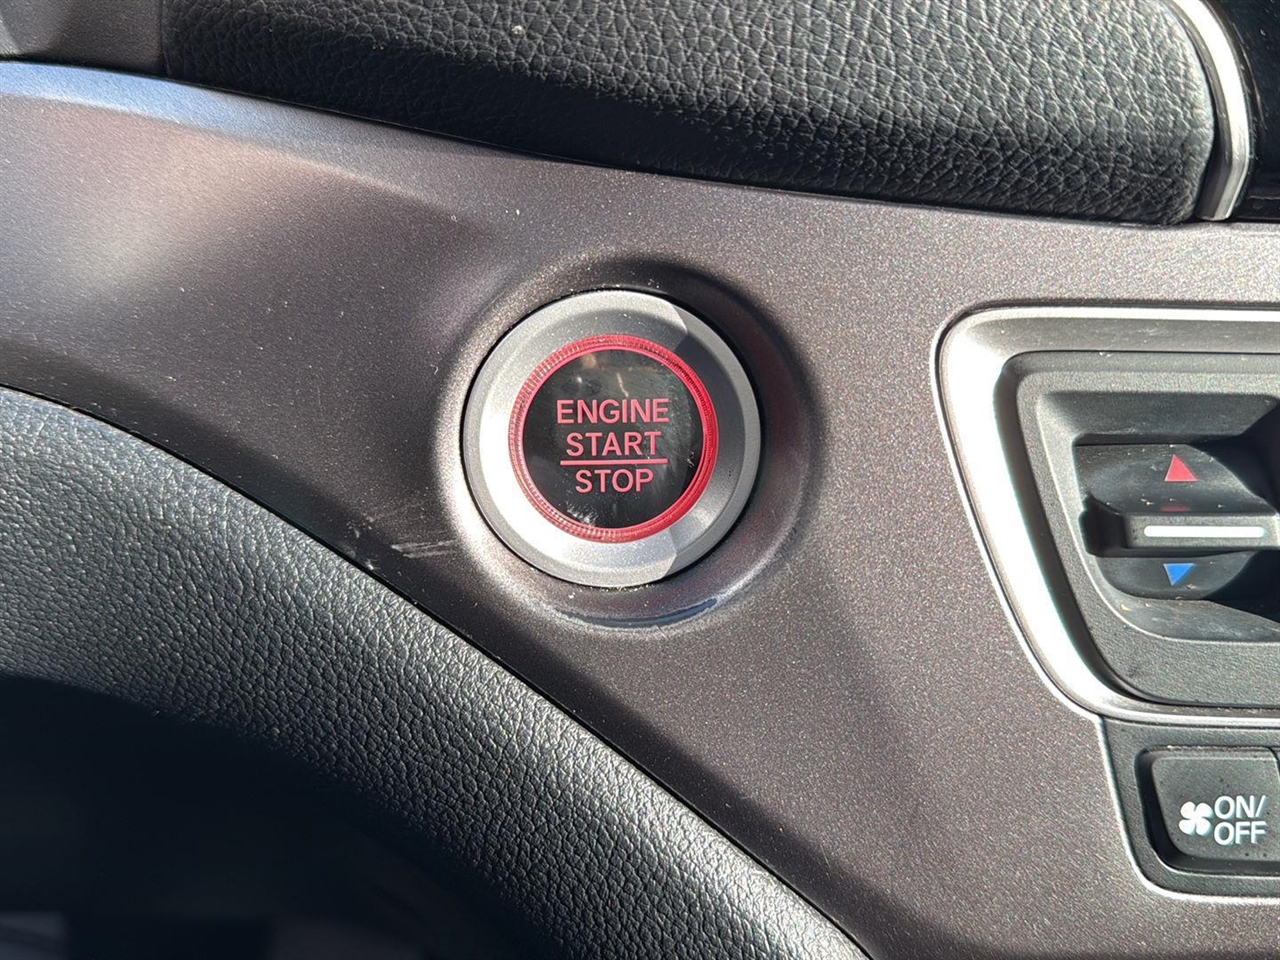 ENGINE
START
STOP
ON/
OFF